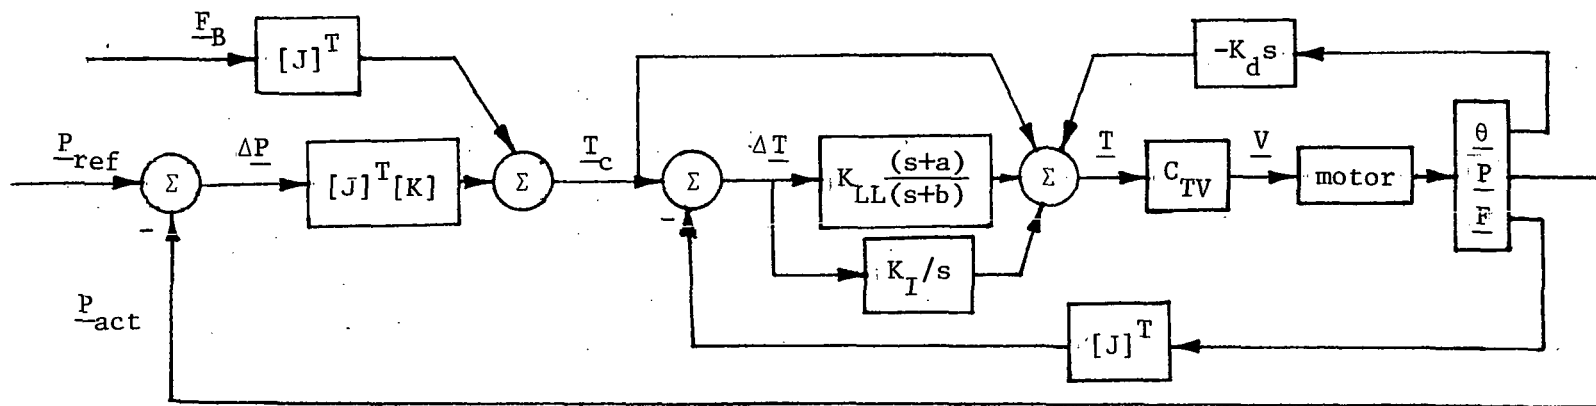 F_B
[J]^T
-K_d s
P_ref
Σ
ΔP
[J]^T[K]
Σ
T_c
Σ
ΔT
K_LL (s+a)/(s+b)
Σ
T
C_TV
V
motor
θ
P
F
-
-
K_I/s
P_act
[J]^T